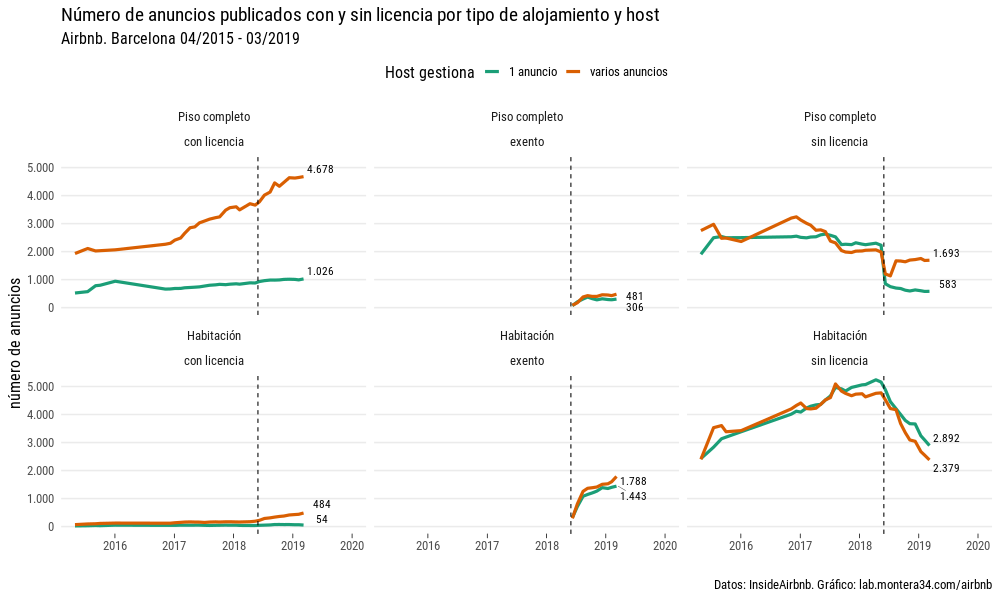 Número de anuncios publicados con y sin licencia por tipo de alojamiento y host
Airbnb. Barcelona 04/2015 - 03/2019
Host gestiona 1 anuncio varios anuncios
Piso completo Piso completo Piso completo
con licencia exento sin licencia
5.000
4.000
3.000
2.000
1.000
0
4.678
1.026
481
306
1.693
583
número de anuncios
Habitación Habitación Habitación
con licencia exento sin licencia
5.000
4.000
3.000
2.000
1.000
0
484
54
1.788
1.443
2.892
2.379
2016 2017 2018 2019 2020 2016 2017 2018 2019 2020 2016 2017 2018 2019 2020
Datos: InsideAirbnb. Gráfico: lab.montera34.com/airbnb